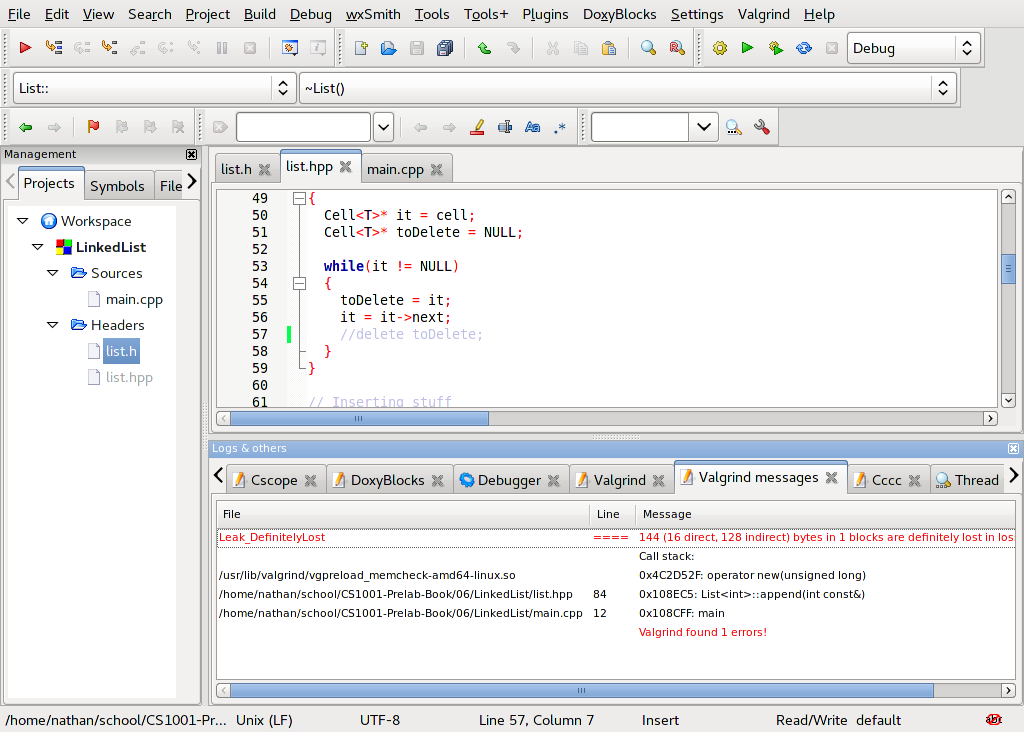 File Edit View Search Project Build Debug wxSmith Tools Tools+ Plugins DoxyBlocks Settings Valgrind Help
Debug
List:: ~List()
Aa .*
Management
Projects Symbols File
Workspace
LinkedList
Sources
main.cpp
Headers
list.h
list.hpp
list.h list.hpp main.cpp
49 {
50 Cell<T>* it = cell;
51 Cell<T>* toDelete = NULL;
52
53 while(it != NULL)
54 {
55 toDelete = it;
56 it = it->next;
57 //delete toDelete;
58 }
59 }
60
61 // Inserting stuff
Logs & others
Cscope DoxyBlocks Debugger Valgrind Valgrind messages Cccc Thread
File Line Message
Leak_DefinitelyLost ==== 144 (16 direct, 128 indirect) bytes in 1 blocks are definitely lost in los
Call stack:
/usr/lib/valgrind/vgpreload_memcheck-amd64-linux.so 0x4C2D52F: operator new(unsigned long)
/home/nathan/school/CS1001-Prelab-Book/06/LinkedList/list.hpp 84 0x108EC5: List<int>::append(int const&)
/home/nathan/school/CS1001-Prelab-Book/06/LinkedList/main.cpp 12 0x108CFF: main
Valgrind found 1 errors!
/home/nathan/school/CS1001-Pr... Unix (LF) UTF-8 Line 57, Column 7 Insert Read/Write default abc